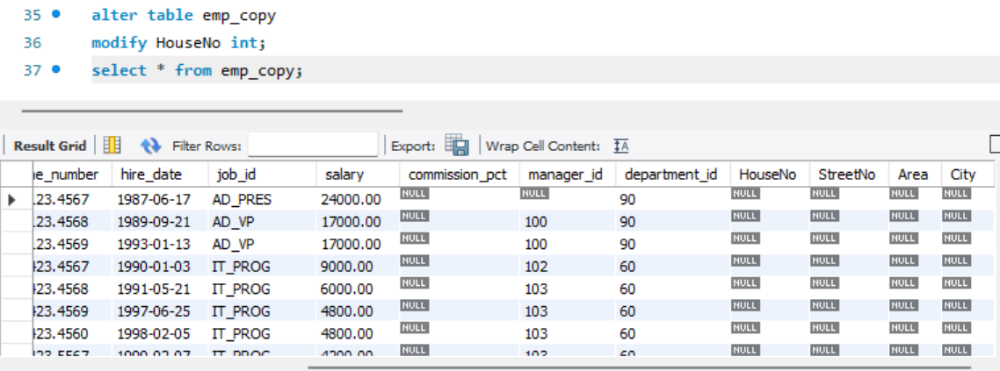 35 alter table emp_copy
36 modify HouseNo int;
37 select * from emp_copy;
Result Grid Filter Rows: Export: Wrap Cell Content:
e_number hire_date job_id salary commission_pct manager_id department_id HouseNo StreetNo Area City
.23.4567 1987-06-17 AD_PRES 24000.00 NULL NULL 90 NULL NULL NULL NULL
.23.4568 1989-09-21 AD_VP 17000.00 NULL 100 90 NULL NULL NULL NULL
.23.4569 1993-01-13 AD_VP 17000.00 NULL 100 90 NULL NULL NULL NULL
423.4567 1990-01-03 IT_PROG 9000.00 NULL 102 60 NULL NULL NULL NULL
423.4568 1991-05-21 IT_PROG 6000.00 NULL 103 60 NULL NULL NULL NULL
423.4569 1997-06-25 IT_PROG 4800.00 NULL 103 60 NULL NULL NULL NULL
423.4560 1998-02-05 IT_PROG 4800.00 NULL 103 60 NULL NULL NULL NULL
IT_PROG 4200.00 NULL 103 60 NULL NULL NULL NULL